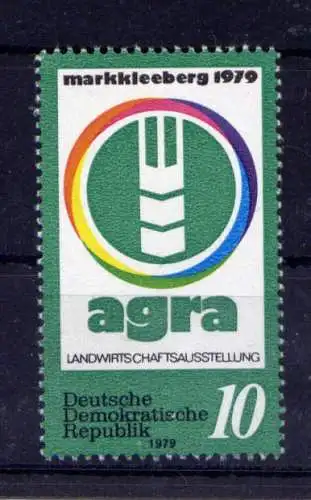 markkleeberg 1979
agra
LANDWIRTSCHAFTSAUSSTELLUNG
Deutsche
Demokratische
Republik
10
1979